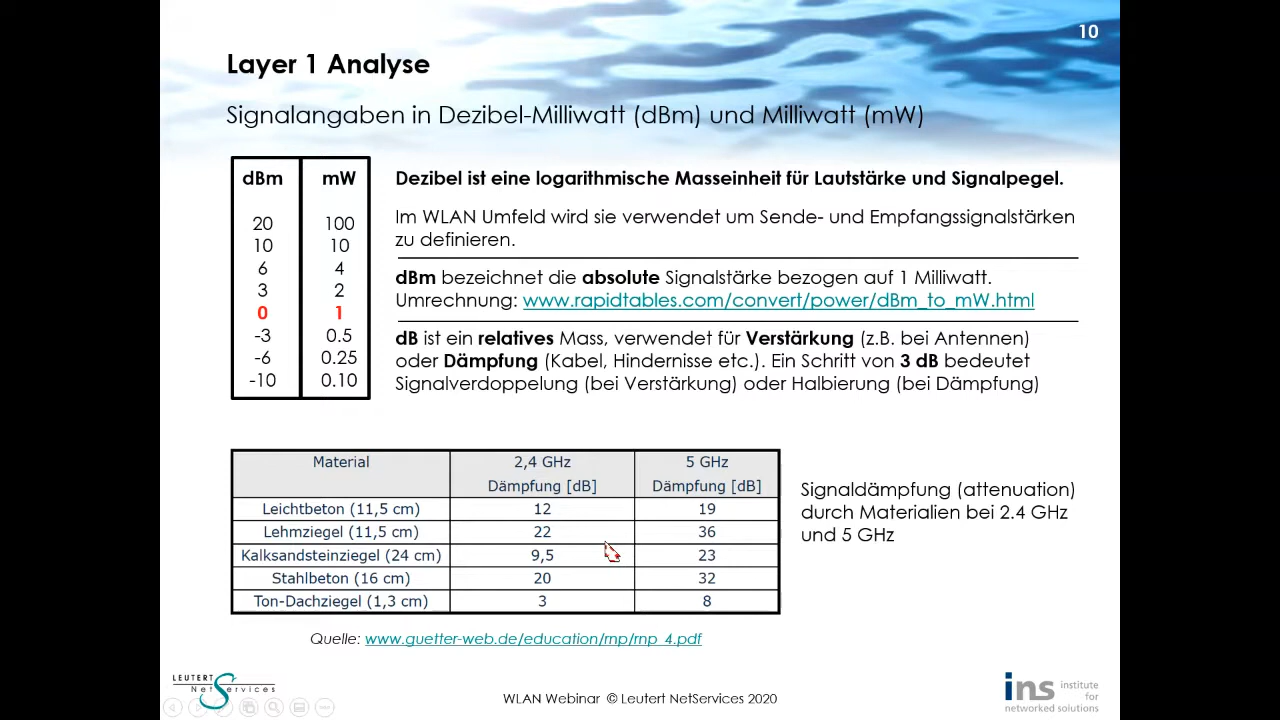 10
Layer 1 Analyse
Signalangaben in Dezibel-Milliwatt (dBm) und Milliwatt (mW)
dBm mW
20 100
10 10
6 4
3 2
0 1
-3 0.5
-6 0.25
-10 0.10
Dezibel ist eine logarithmische Masseinheit für Lautstärke und Signalpegel.
Im WLAN Umfeld wird sie verwendet um Sende- und Empfangssignalstärken
zu definieren.
dBm bezeichnet die absolute Signalstärke bezogen auf 1 Milliwatt.
Umrechnung: www.rapidtables.com/convert/power/dBm_to_mW.html
dB ist ein relatives Mass, verwendet für Verstärkung (z.B. bei Antennen)
oder Dämpfung (Kabel, Hindernisse etc.). Ein Schritt von 3 dB bedeutet
Signalverdoppelung (bei Verstärkung) oder Halbierung (bei Dämpfung)
Material 2,4 GHz 5 GHz
Dämpfung [dB] Dämpfung [dB]
Leichtbeton (11,5 cm) 12 19
Lehmziegel (11,5 cm) 22 36
Kalksandsteinziegel (24 cm) 9,5 23
Stahlbeton (16 cm) 20 32
Ton-Dachziegel (1,3 cm) 3 8
Signaldämpfung (attenuation)
durch Materialien bei 2.4 GHz
und 5 GHz
Quelle: www.guetter-web.de/education/rnp/rnp_4.pdf
LEUTERT
NetServices
WLAN Webinar © Leutert NetServices 2020
ins institute
for
networked solutions